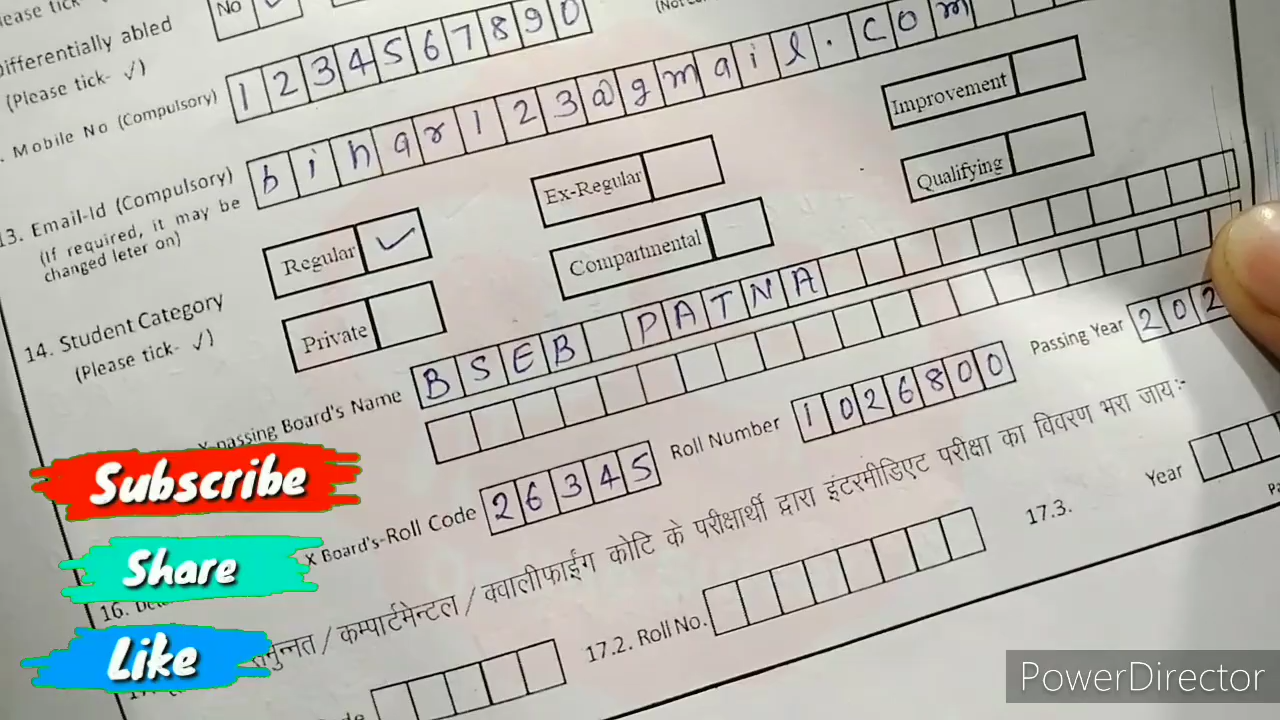 No
Differentially abled
(Please tick- ✓)
Mobile No (Compulsory) 1234567890
13. Email-Id (Compulsory) binar123@gmail.com
(If required, it may be
changed leter on)
14. Student Category
(Please tick- ✓)
Regular ✓ Ex-Regular Improvement
Private Compartmental Qualifying
X passing Board's Name BSEB PATNA
X Board's-Roll Code 26345 Roll Number 1026800 Passing Year 202
16.
/ कम्पार्टमेन्टल / क्वालीफाईंग कोटि के परीक्षार्थी द्वारा इंटरमीडिएट परीक्षा का विवरण भरा जाय:-
17.2. Roll No. 17.3. Year
Subscribe
Share
Like
PowerDirector